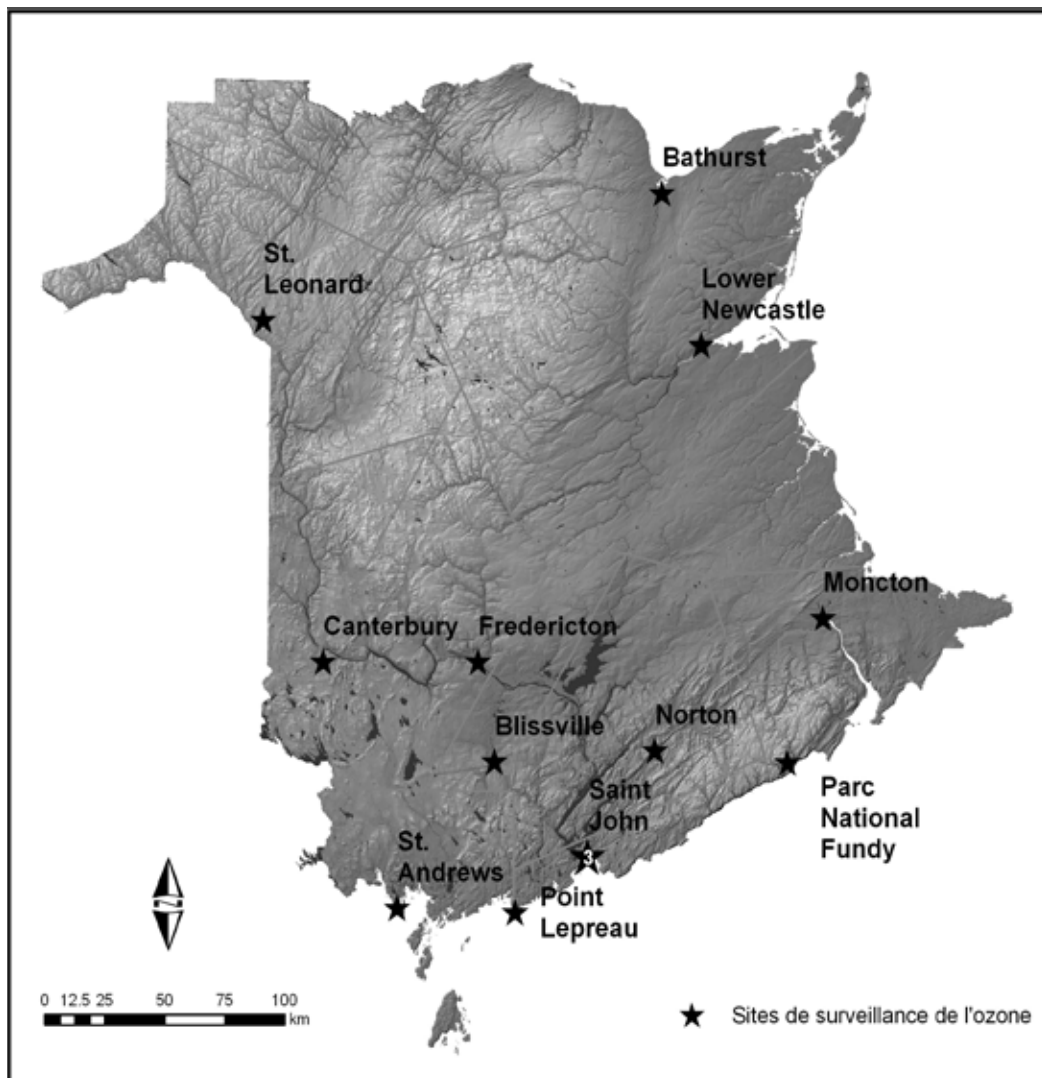 Bathurst
St.
Leonard
Lower
Newcastle
Moncton
Canterbury
Fredericton
Blissville
Norton
Saint
John
3
Parc
National
Fundy
St.
Andrews
Point
Lepreau
N
0 12.5 25 50 75 100
km
Sites de surveillance de l'ozone